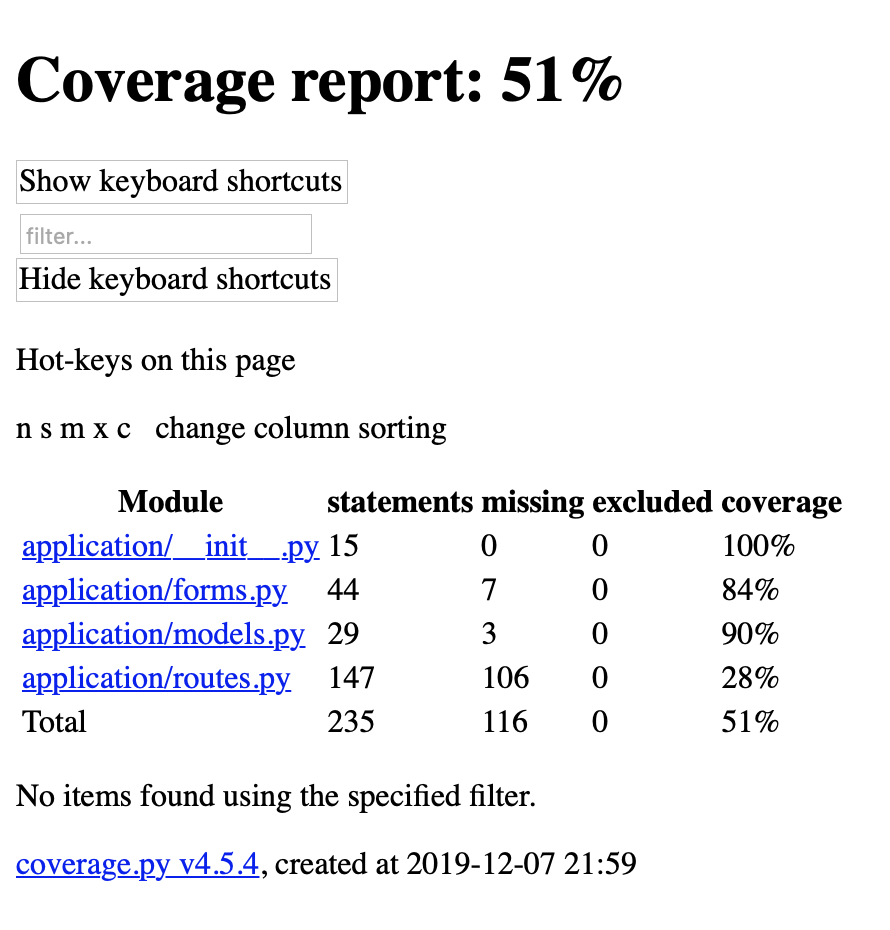 Coverage report: 51%
Show keyboard shortcuts
filter...
Hide keyboard shortcuts
Hot-keys on this page
n s m x c   change column sorting
Module statements missing excluded coverage
application/__init__.py 15 0 0 100%
application/forms.py 44 7 0 84%
application/models.py 29 3 0 90%
application/routes.py 147 106 0 28%
Total 235 116 0 51%
No items found using the specified filter.
coverage.py v4.5.4, created at 2019-12-07 21:59